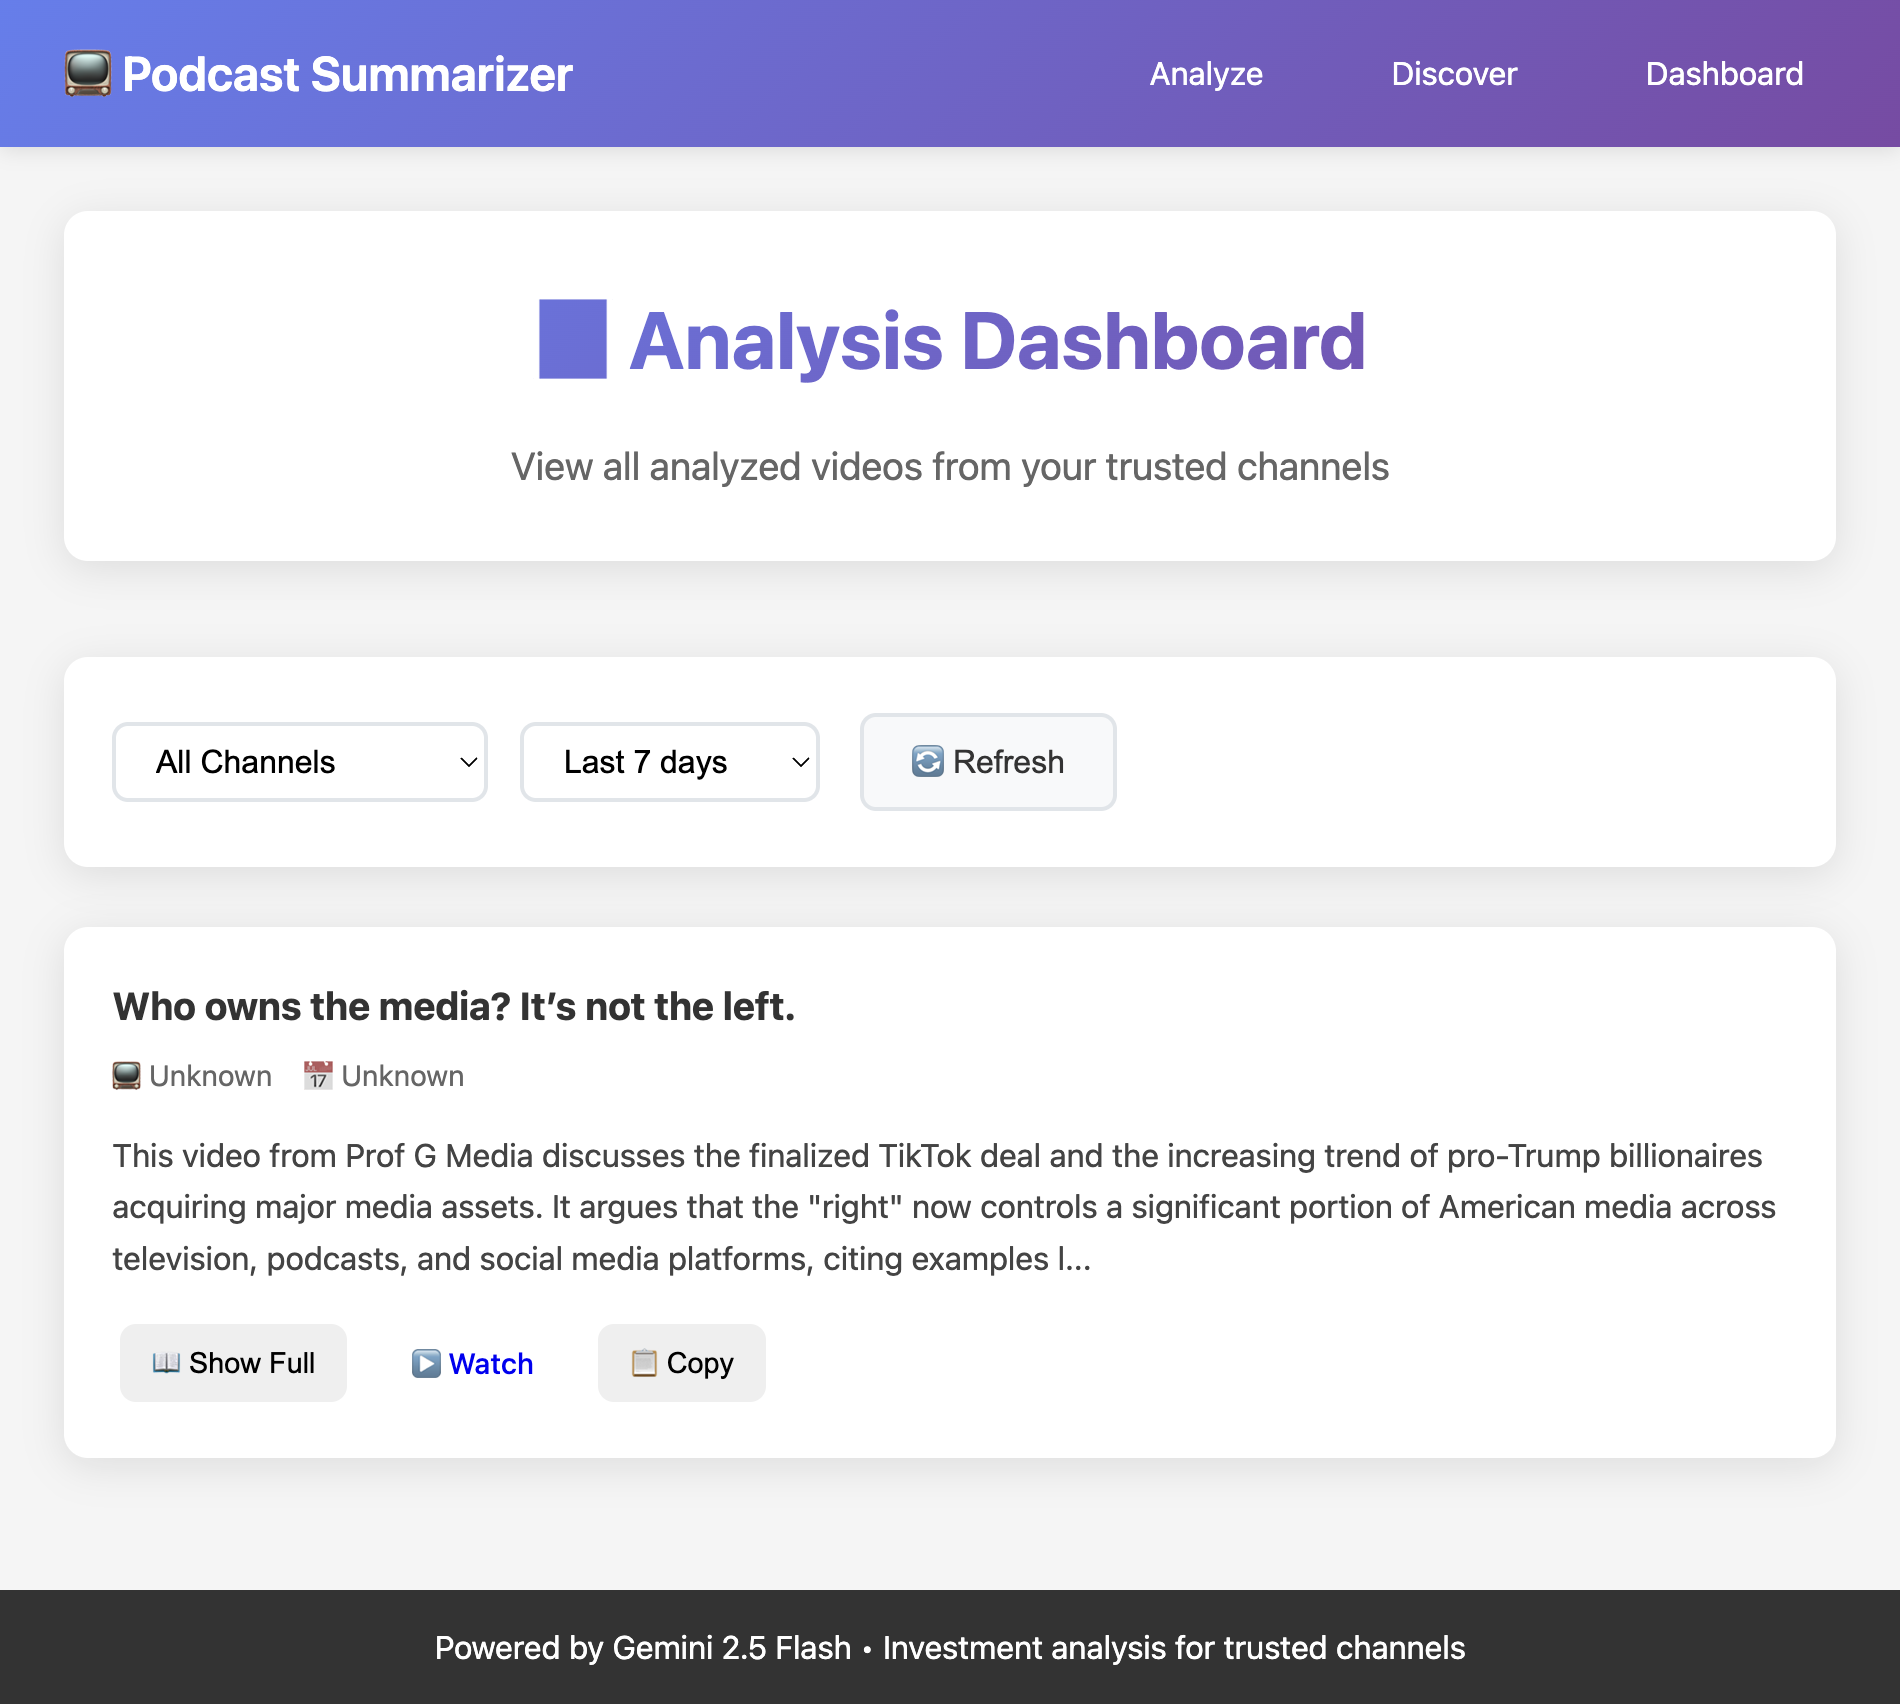 Podcast Summarizer
Analyze
Discover
Dashboard
Analysis Dashboard
View all analyzed videos from your trusted channels
All Channels
Last 7 days
Refresh
Who owns the media? It’s not the left.
Unknown
Unknown
This video from Prof G Media discusses the finalized TikTok deal and the increasing trend of pro-Trump billionaires
acquiring major media assets. It argues that the "right" now controls a significant portion of American media across
television, podcasts, and social media platforms, citing examples l...
Show Full
Watch
Copy
Powered by Gemini 2.5 Flash • Investment analysis for trusted channels